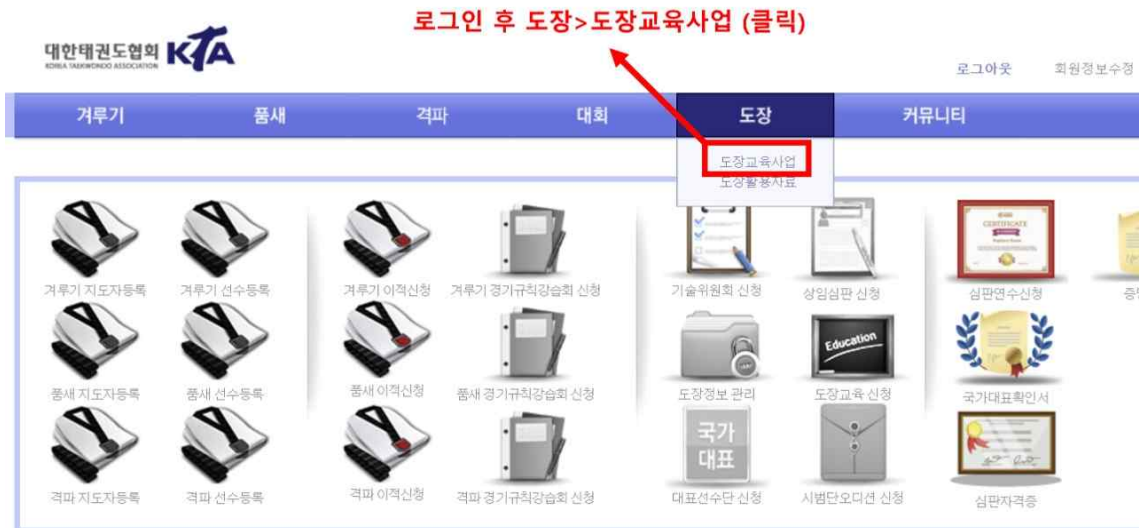 로그인 후 도장>도장교육사업 (클릭)
대한태권도협회 KTA
KOREA TAEKWONDO ASSOCIATION
로그아웃 회원정보수정
겨루기 품새 격파 대회 도장 커뮤니티
도장교육사업
도장활용자료
CERTIFICATE
겨루기 지도자등록 겨루기 선수등록 겨루기 이적신청 겨루기 경기규칙강습회 신청 기술위원회 신청 상임심판 신청 심판연수신청
Education
품새 지도자등록 품새 선수등록 품새 이적신청 품새 경기규칙강습회 신청 도장정보 관리 도장교육 신청 국가대표확인서
국가
대표
격파 지도자등록 격파 선수등록 격파 이적신청 격파 경기규칙강습회 신청 대표선수단 신청 시범단오디션 신청 심판자격증